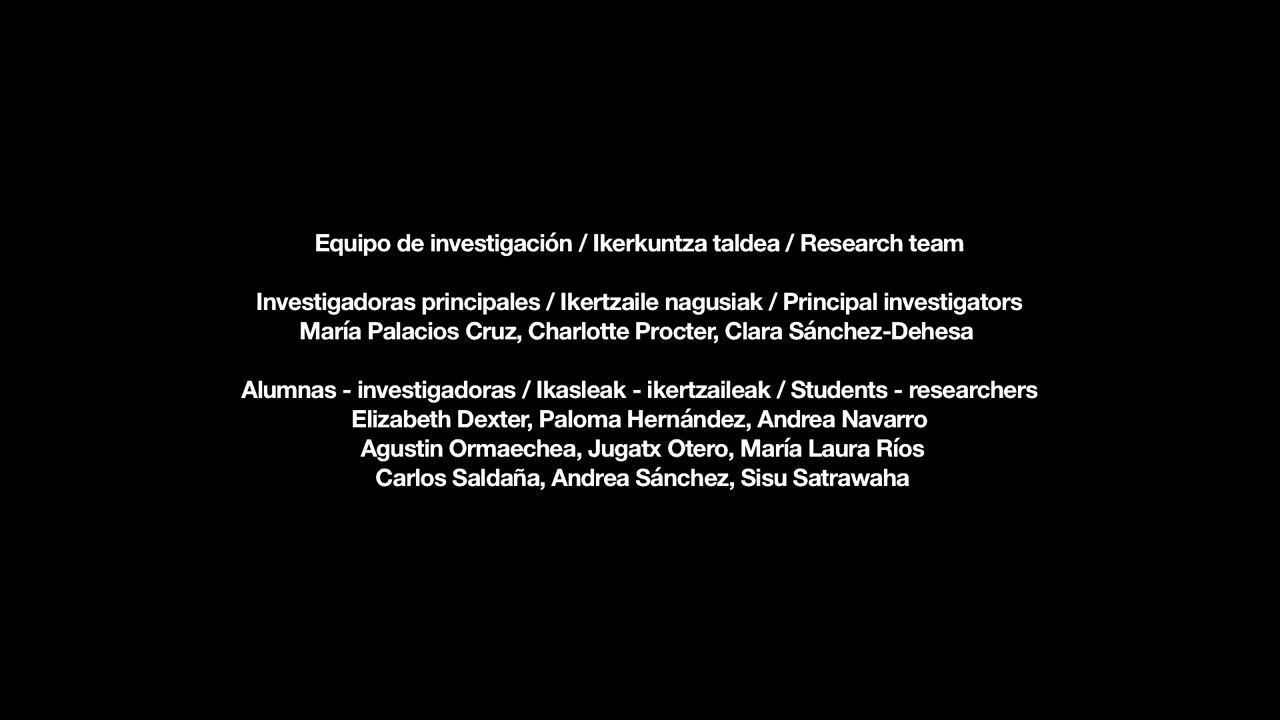 Equipo de investigación / Ikerkuntza taldea / Research team
Investigadoras principales / Ikertzaile nagusiak / Principal investigators
María Palacios Cruz, Charlotte Procter, Clara Sánchez-Dehesa
Alumnas - investigadoras / Ikasleak - ikertzaileak / Students - researchers
Elizabeth Dexter, Paloma Hernández, Andrea Navarro
Agustin Ormaechea, Jugatx Otero, María Laura Ríos
Carlos Saldaña, Andrea Sánchez, Sisu Satrawaha